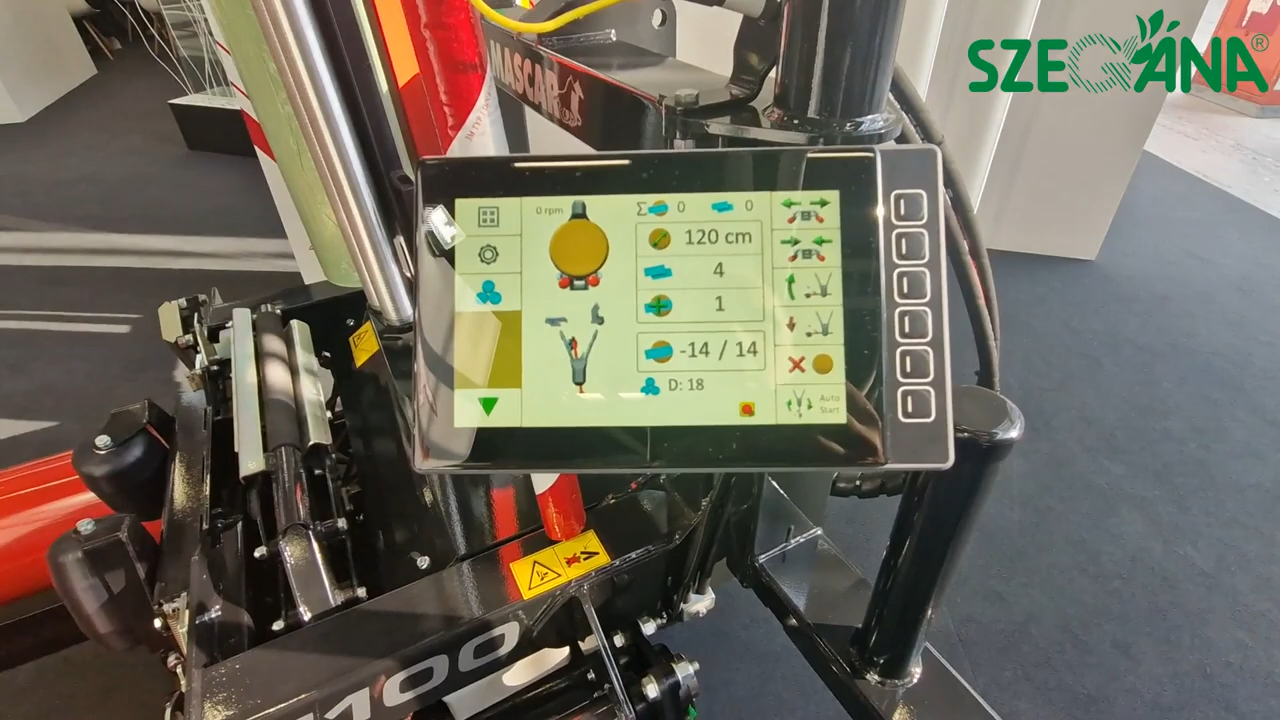 SZEGÁNA®
MASCAR
0 rpm
Σ 0 0
120 cm
4
1
-14 / 14
D: 18
Auto
Start
100